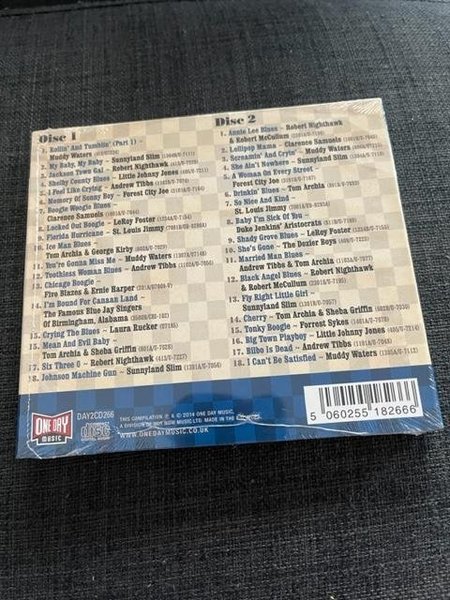 Disc 1
1. Rollin' And Tumblin' (Part 1) ~
Muddy Waters
2. My Baby, My Baby ~ Sunnyland Slim
3. Jackson Town Gal ~ Robert Nighthawk
4. Shelby County Blues ~ Little Johnny Jones
5. I Feel Like Crying ~ Andrew Tibbs
6. Memory Of Sonny Boy ~ Forest City Joe
7. Boogie Woogie Blues ~
Clarence Samuels
8. Locked Out Boogie ~ LeRoy Foster
9. Florida Hurricane ~ St. Louis Jimmy
10. Ice Man Blues ~
Tom Archia & George Kirby
11. You're Gonna Miss Me ~ Muddy Waters
12. Toothless Woman Blues ~ Andrew Tibbs
13. Chicago Boogie ~
Five Blazes & Ernie Harper
14. I'm Bound For Canaan Land ~
The Famous Blue Jay Singers
Of Birmingham, Alabama
15. Crying The Blues ~ Laura Rucker
16. Mean And Evil Baby ~
Tom Archia & Sheba Griffin
17. Six Three O ~ Robert Nighthawk
18. Johnson Machine Gun ~ Sunnyland Slim
Disc 2
1. Annie Lee Blues ~ Robert Nighthawk
& Robert McCullum
2. Lollipop Mama ~ Clarence Samuels
3. Screamin' And Cryin' ~ Muddy Waters
4. She Ain't Nowhere ~ Sunnyland Slim
5. A Woman On Every Street ~
Forest City Joe
6. Drinkin' Blues ~ Tom Archia
7. So Nice And Kind ~
St. Louis Jimmy
8. Baby I'm Sick Of You ~
Duke Jenkins' Aristocrats
9. Shady Grove Blues ~ LeRoy Foster
10. She's Gone ~ The Dozier Boys
11. Married Man Blues ~
Andrew Tibbs & Tom Archia
12. Black Angel Blues ~ Robert Nighthawk
& Robert McCullum
13. Fly Right Little Girl ~
Sunnyland Slim
14. Cherry ~ Tom Archia & Sheba Griffin
15. Tonky Boogie ~ Forrest Sykes
16. Big Town Playboy ~ Little Johnny Jones
17. Bilbo Is Dead ~ Andrew Tibbs
18. I Can't Be Satisfied ~ Muddy Waters
ONE DAY
MUSIC
DAY2CD266
THIS COMPILATION ℗ & © 2014 ONE DAY MUSIC,
A DIVISION OF NOT NOW MUSIC LTD. MADE IN THE
WWW.ONEDAYMUSIC.CO.UK
5 060255 182666